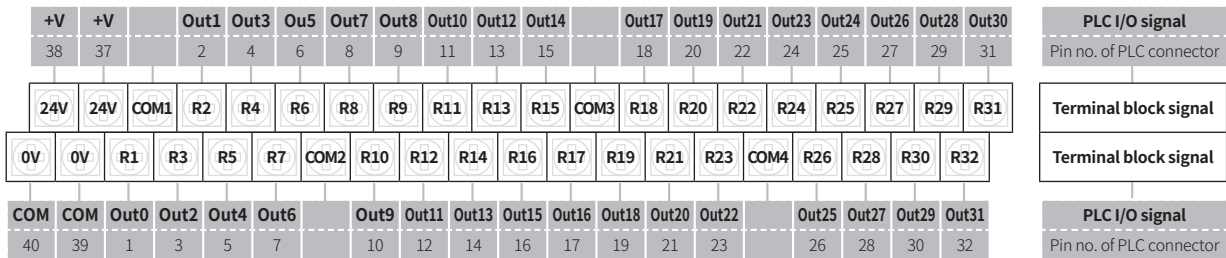 +V +V Out1 Out3 Ou5 Out7 Out8 Out10 Out12 Out14 Out17 Out19 Out21 Out23 Out24 Out26 Out28 Out30 PLC I/O signal
38 37 2 4 6 8 9 11 13 15 18 20 22 24 25 27 29 31 Pin no. of PLC connector
24V 24V COM1 R2 R4 R6 R8 R9 R11 R13 R15 COM3 R18 R20 R22 R24 R25 R27 R29 R31 Terminal block signal
0V 0V R1 R3 R5 R7 COM2 R10 R12 R14 R16 R17 R19 R21 R23 COM4 R26 R28 R30 R32 Terminal block signal
COM COM Out0 Out2 Out4 Out6 Out9 Out11 Out13 Out15 Out16 Out18 Out20 Out22 Out25 Out27 Out29 Out31 PLC I/O signal
40 39 1 3 5 7 10 12 14 16 17 19 21 23 26 28 30 32 Pin no. of PLC connector